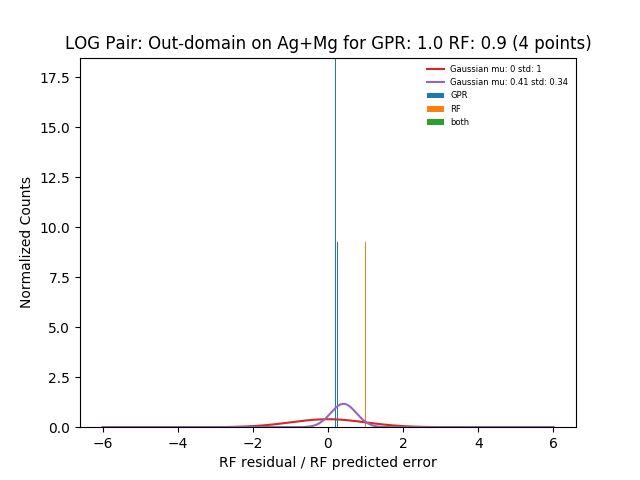 LOG Pair: Out-domain on Ag+Mg for GPR: 1.0 RF: 0.9 (4 points)
Gaussian mu: 0 std: 1
Gaussian mu: 0.41 std: 0.34
GPR
RF
both
Normalized Counts
17.5
15.0
12.5
10.0
7.5
5.0
2.5
0.0
−6 −4 −2 0 2 4 6
RF residual / RF predicted error